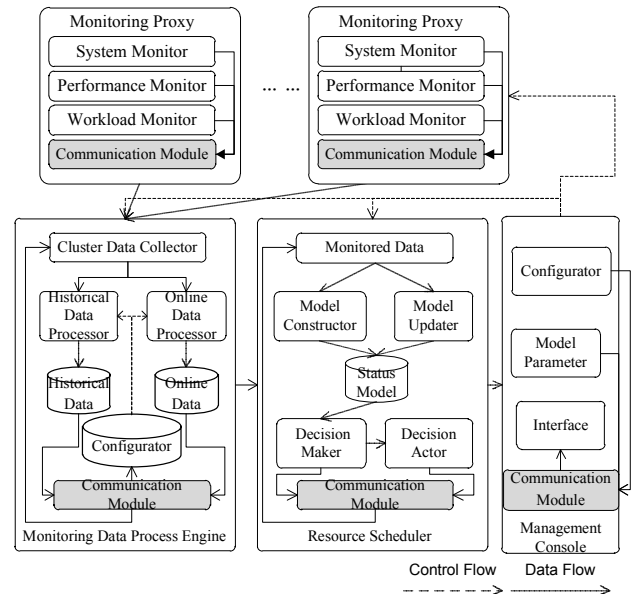 Monitoring Proxy
System Monitor
Performance Monitor
Workload Monitor
Communication Module
... ...
Monitoring Proxy
System Monitor
Performance Monitor
Workload Monitor
Communication Module
Cluster Data Collector
Historical
Data
Processor
Online
Data
Processor
Historical
Data
Online
Data
Configurator
Communication
Module
Monitoring Data Process Engine
Monitored Data
Model
Constructor
Model
Updater
Status
Model
Decision
Maker
Decision
Actor
Communication
Module
Resource Scheduler
Configurator
Model
Parameter
Interface
Communication
Module
Management
Console
Control Flow
Data Flow